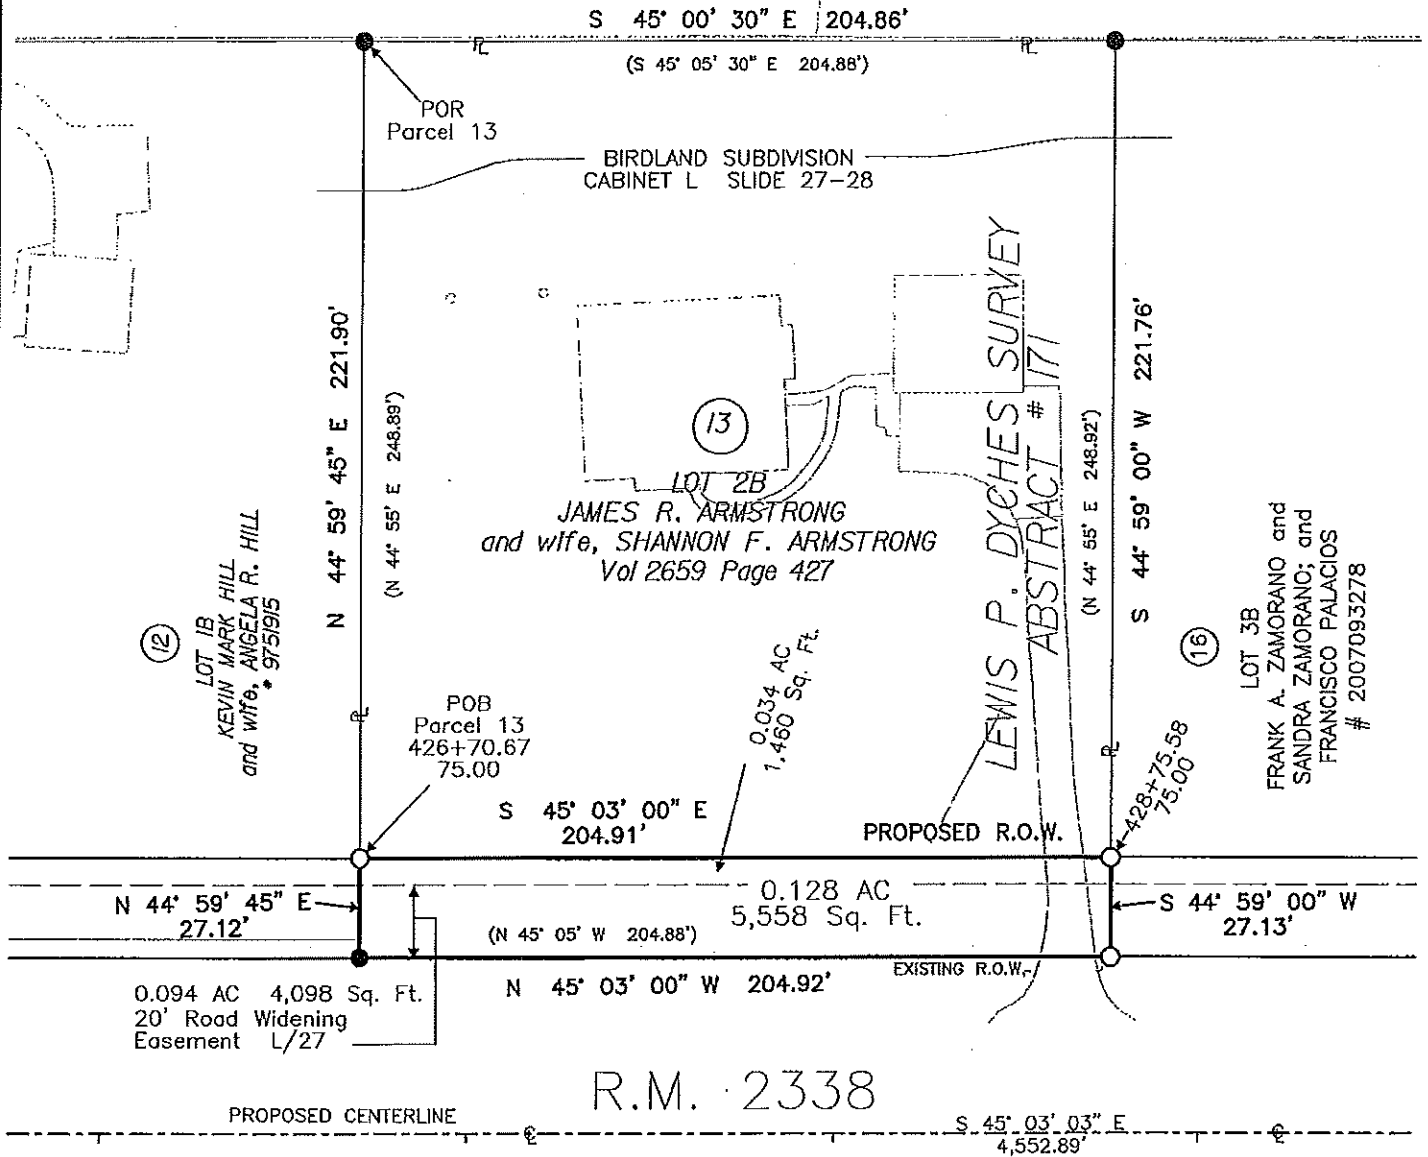 S 45° 00' 30" E 204.86'
(S 45° 05' 30" E 204.88')
POR
Parcel 13
BIRDLAND SUBDIVISION
CABINET L SLIDE 27-28
N 44° 59' 45" E 221.90'
(N 44° 55' E 248.89')
13
LOT 2B
JAMES R. ARMSTRONG
and wife, SHANNON F. ARMSTRONG
Vol 2659 Page 427
LEWIS P. DYCHES SURVEY
ABSTRACT # 171
(N 44° 55' E 248.92')
S 44° 59' 00" W 221.76'
12
LOT 1B
KEVIN MARK HILL
and wife, ANGELA R. HILL
* 9751915
16
LOT 3B
FRANK A. ZAMORANO and
SANDRA ZAMORANO; and
FRANCISCO PALACIOS
# 2007093278
POB
Parcel 13
426+70.67
75.00
0.034 AC
1,460 Sq. Ft.
428+75.58
75.00
S 45° 03' 00" E
204.91'
PROPOSED R.O.W.
N 44° 59' 45" E
27.12'
0.128 AC
5,558 Sq. Ft.
S 44° 59' 00" W
27.13'
(N 45° 05' W 204.88')
EXISTING R.O.W.
N 45° 03' 00" W 204.92'
0.094 AC 4,098 Sq. Ft.
20' Road Widening
Easement L/27
R.M. 2338
PROPOSED CENTERLINE
S 45° 03' 03" E
4,552.89'